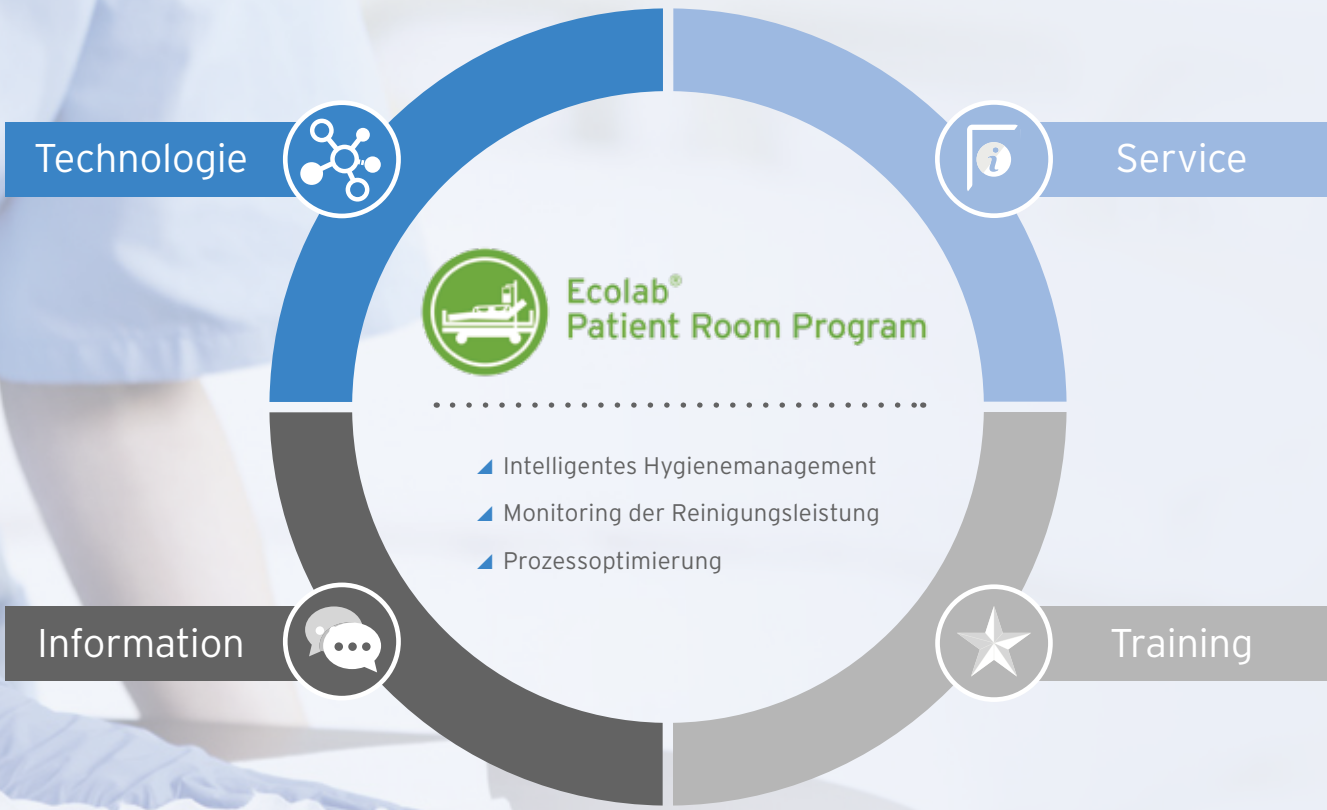 Technologie
Service
Ecolab®
Patient Room Program
Intelligentes Hygienemanagement
Monitoring der Reinigungsleistung
Prozessoptimierung
Information
Training